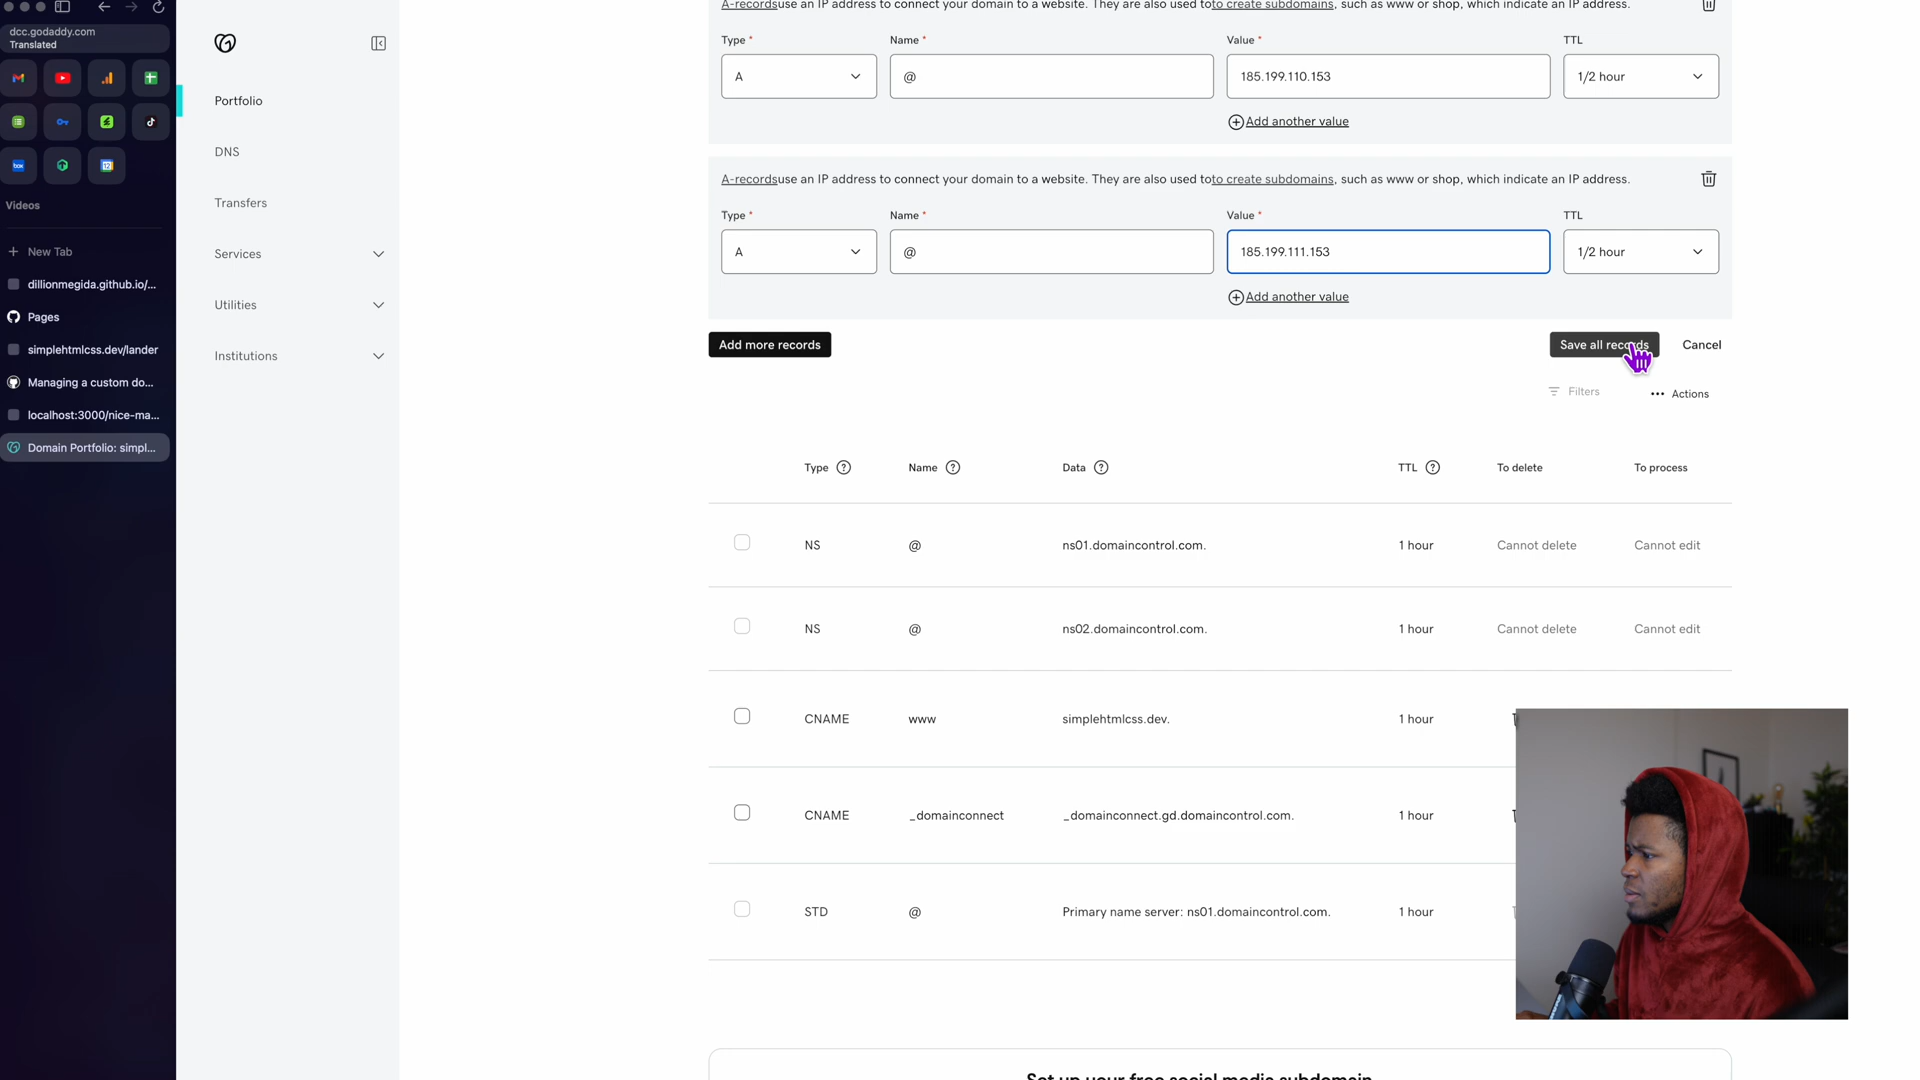 dcc.godaddy.com
Translated
box
12
Videos
New Tab
dillionmegida.github.io/...
Pages
simplehtmlcss.dev/lander
Managing a custom do...
localhost:3000/nice-ma...
Domain Portfolio: simpl...
Portfolio
DNS
Transfers
Services
Utilities
Institutions
A-recordsuse an IP address to connect your domain to a website. They are also used toto create subdomains, such as www or shop, which indicate an IP address.
Type * Name * Value * TTL
A @ 185.199.110.153 1/2 hour
Add another value
A-recordsuse an IP address to connect your domain to a website. They are also used toto create subdomains, such as www or shop, which indicate an IP address.
Type * Name * Value * TTL
A @ 185.199.111.153 1/2 hour
Add another value
Add more records Save all records Cancel
Filters ... Actions
Type ? Name ? Data ? TTL ? To delete To process
NS @ ns01.domaincontrol.com. 1 hour Cannot delete Cannot edit
NS @ ns02.domaincontrol.com. 1 hour Cannot delete Cannot edit
CNAME www simplehtmlcss.dev. 1 hour
CNAME _domainconnect _domainconnect.gd.domaincontrol.com. 1 hour
STD @ Primary name server: ns01.domaincontrol.com. 1 hour
Set up your free social media subdomain